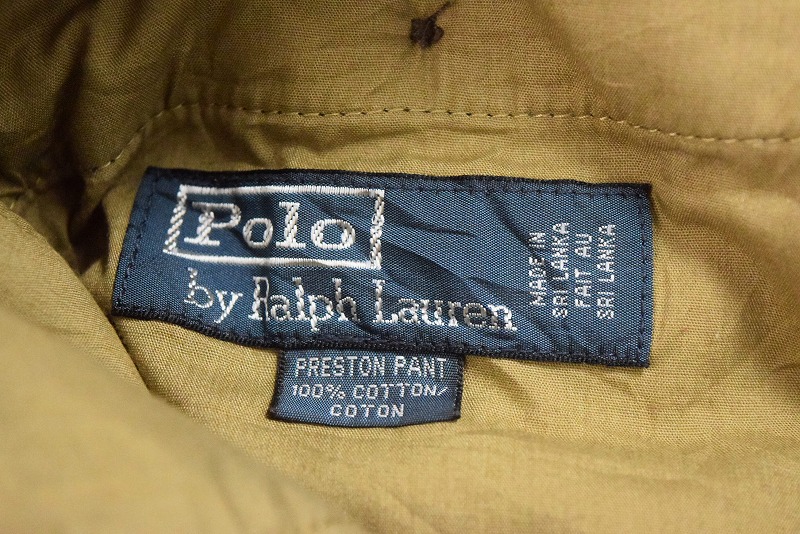 Polo
by Ralph Lauren
MADE IN
SRI LANKA
FAIT AU
SRI LANKA
PRESTON PANT
100% COTTON/
COTON